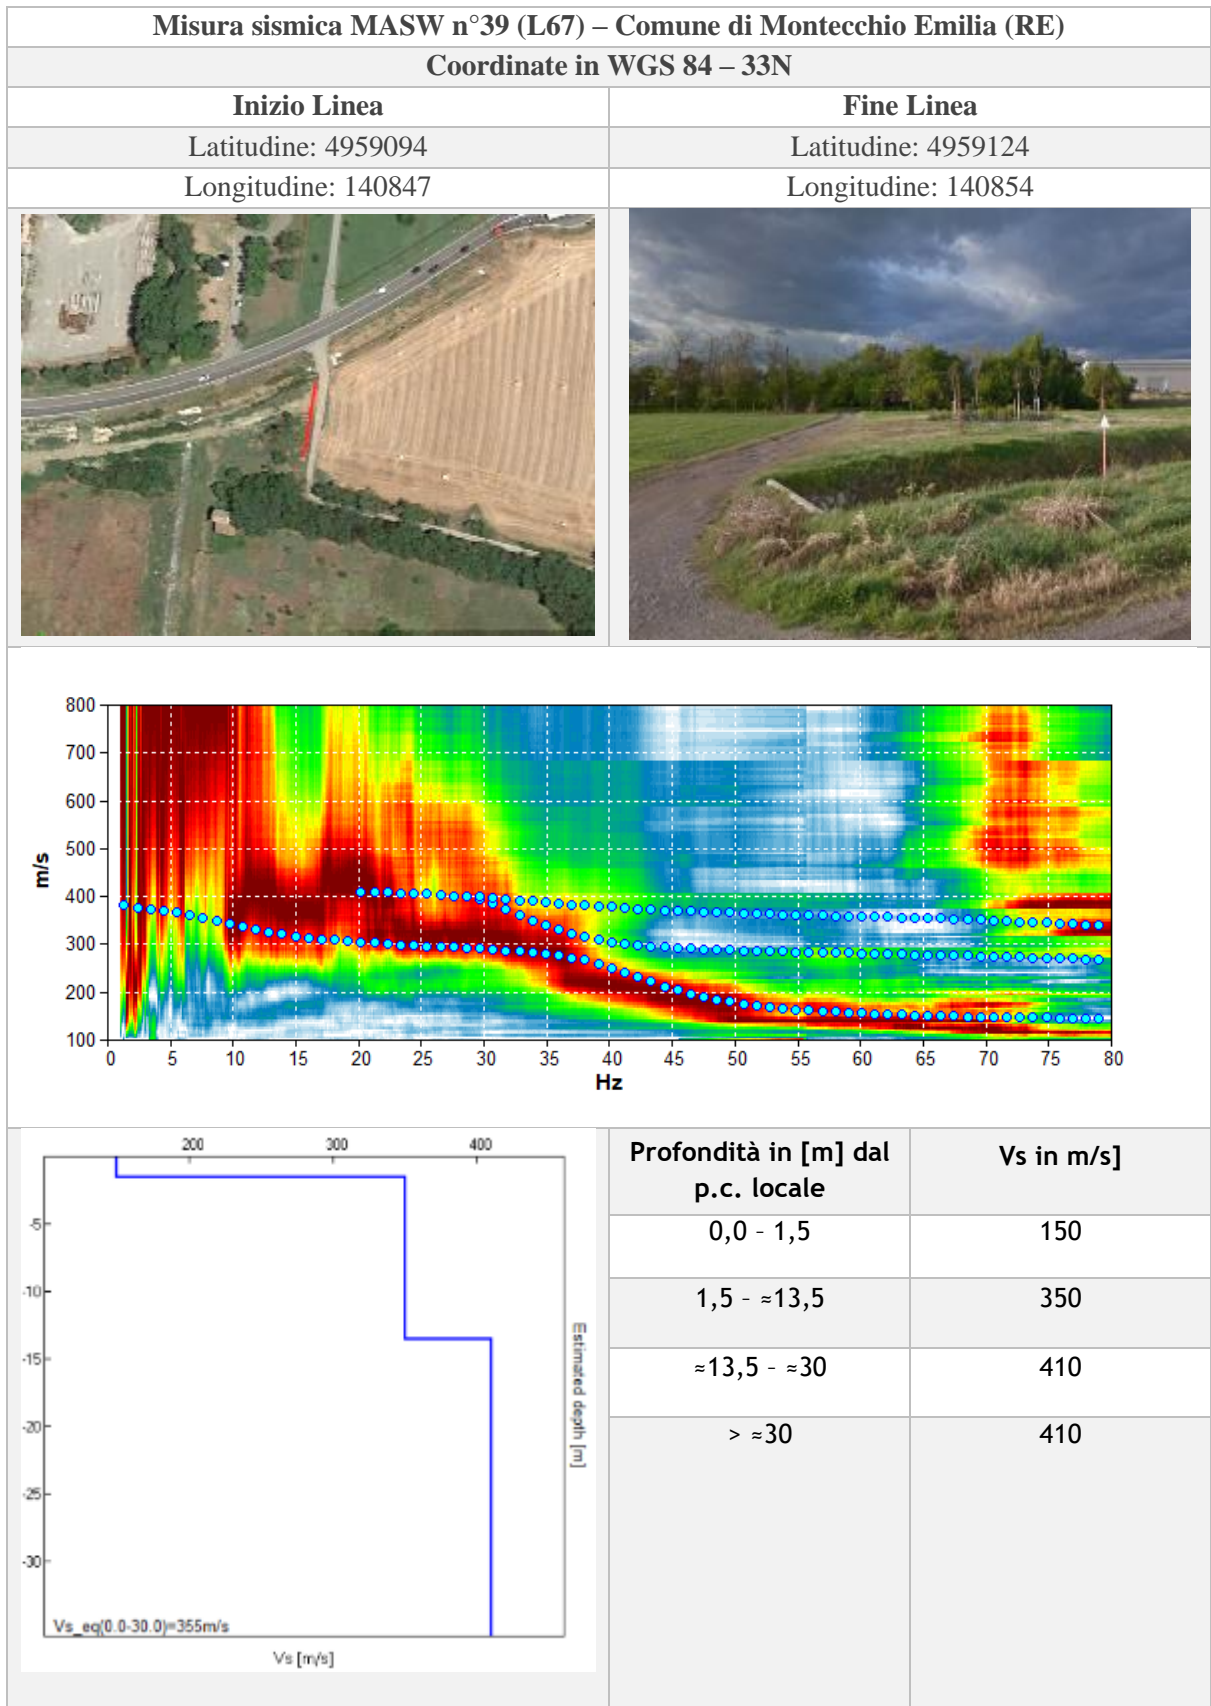 Misura sismica MASW n°39 (L67) – Comune di Montecchio Emilia (RE)
Coordinate in WGS 84 – 33N
Inizio Linea
Fine Linea
Latitudine: 4959094
Latitudine: 4959124
Longitudine: 140847
Longitudine: 140854
800
700
600
500
400
300
200
100
m/s
0 5 10 15 20 25 30 35 40 45 50 55 60 65 70 75 80
Hz
200 300 400
-5
-10
-15
-20
-25
-30
Estimated depth [m]
Vs_eq(0.0-30.0)=355m/s
Vs [m/s]
Profondità in [m] dal
p.c. locale
Vs in m/s]
0,0 – 1,5
150
1,5 – ≈13,5
350
≈13,5 – ≈30
410
> ≈30
410